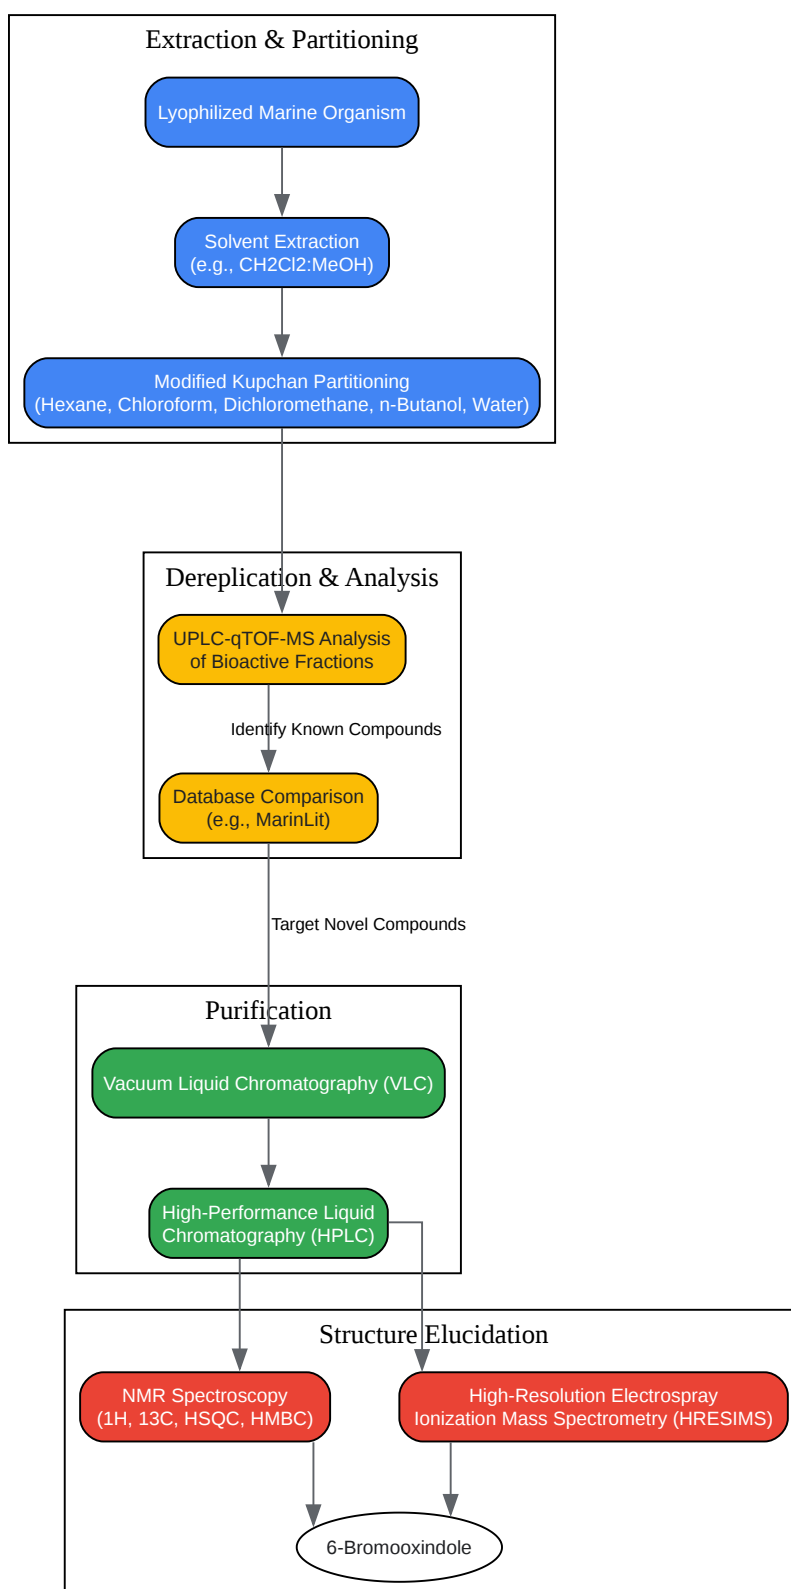 Extraction & Partitioning
Lyophilized Marine Organism
Solvent Extraction
(e.g., CH2Cl2:MeOH)
Modified Kupchan Partitioning
(Hexane, Chloroform, Dichloromethane, n-Butanol, Water)
Dereplication & Analysis
UPLC-qTOF-MS Analysis
of Bioactive Fractions
Identify Known Compounds
Database Comparison
(e.g., MarinLit)
Target Novel Compounds
Purification
Vacuum Liquid Chromatography (VLC)
High-Performance Liquid
Chromatography (HPLC)
Structure Elucidation
NMR Spectroscopy
(1H, 13C, HSQC, HMBC)
High-Resolution Electrospray
Ionization Mass Spectrometry (HRESIMS)
6-Bromooxindole